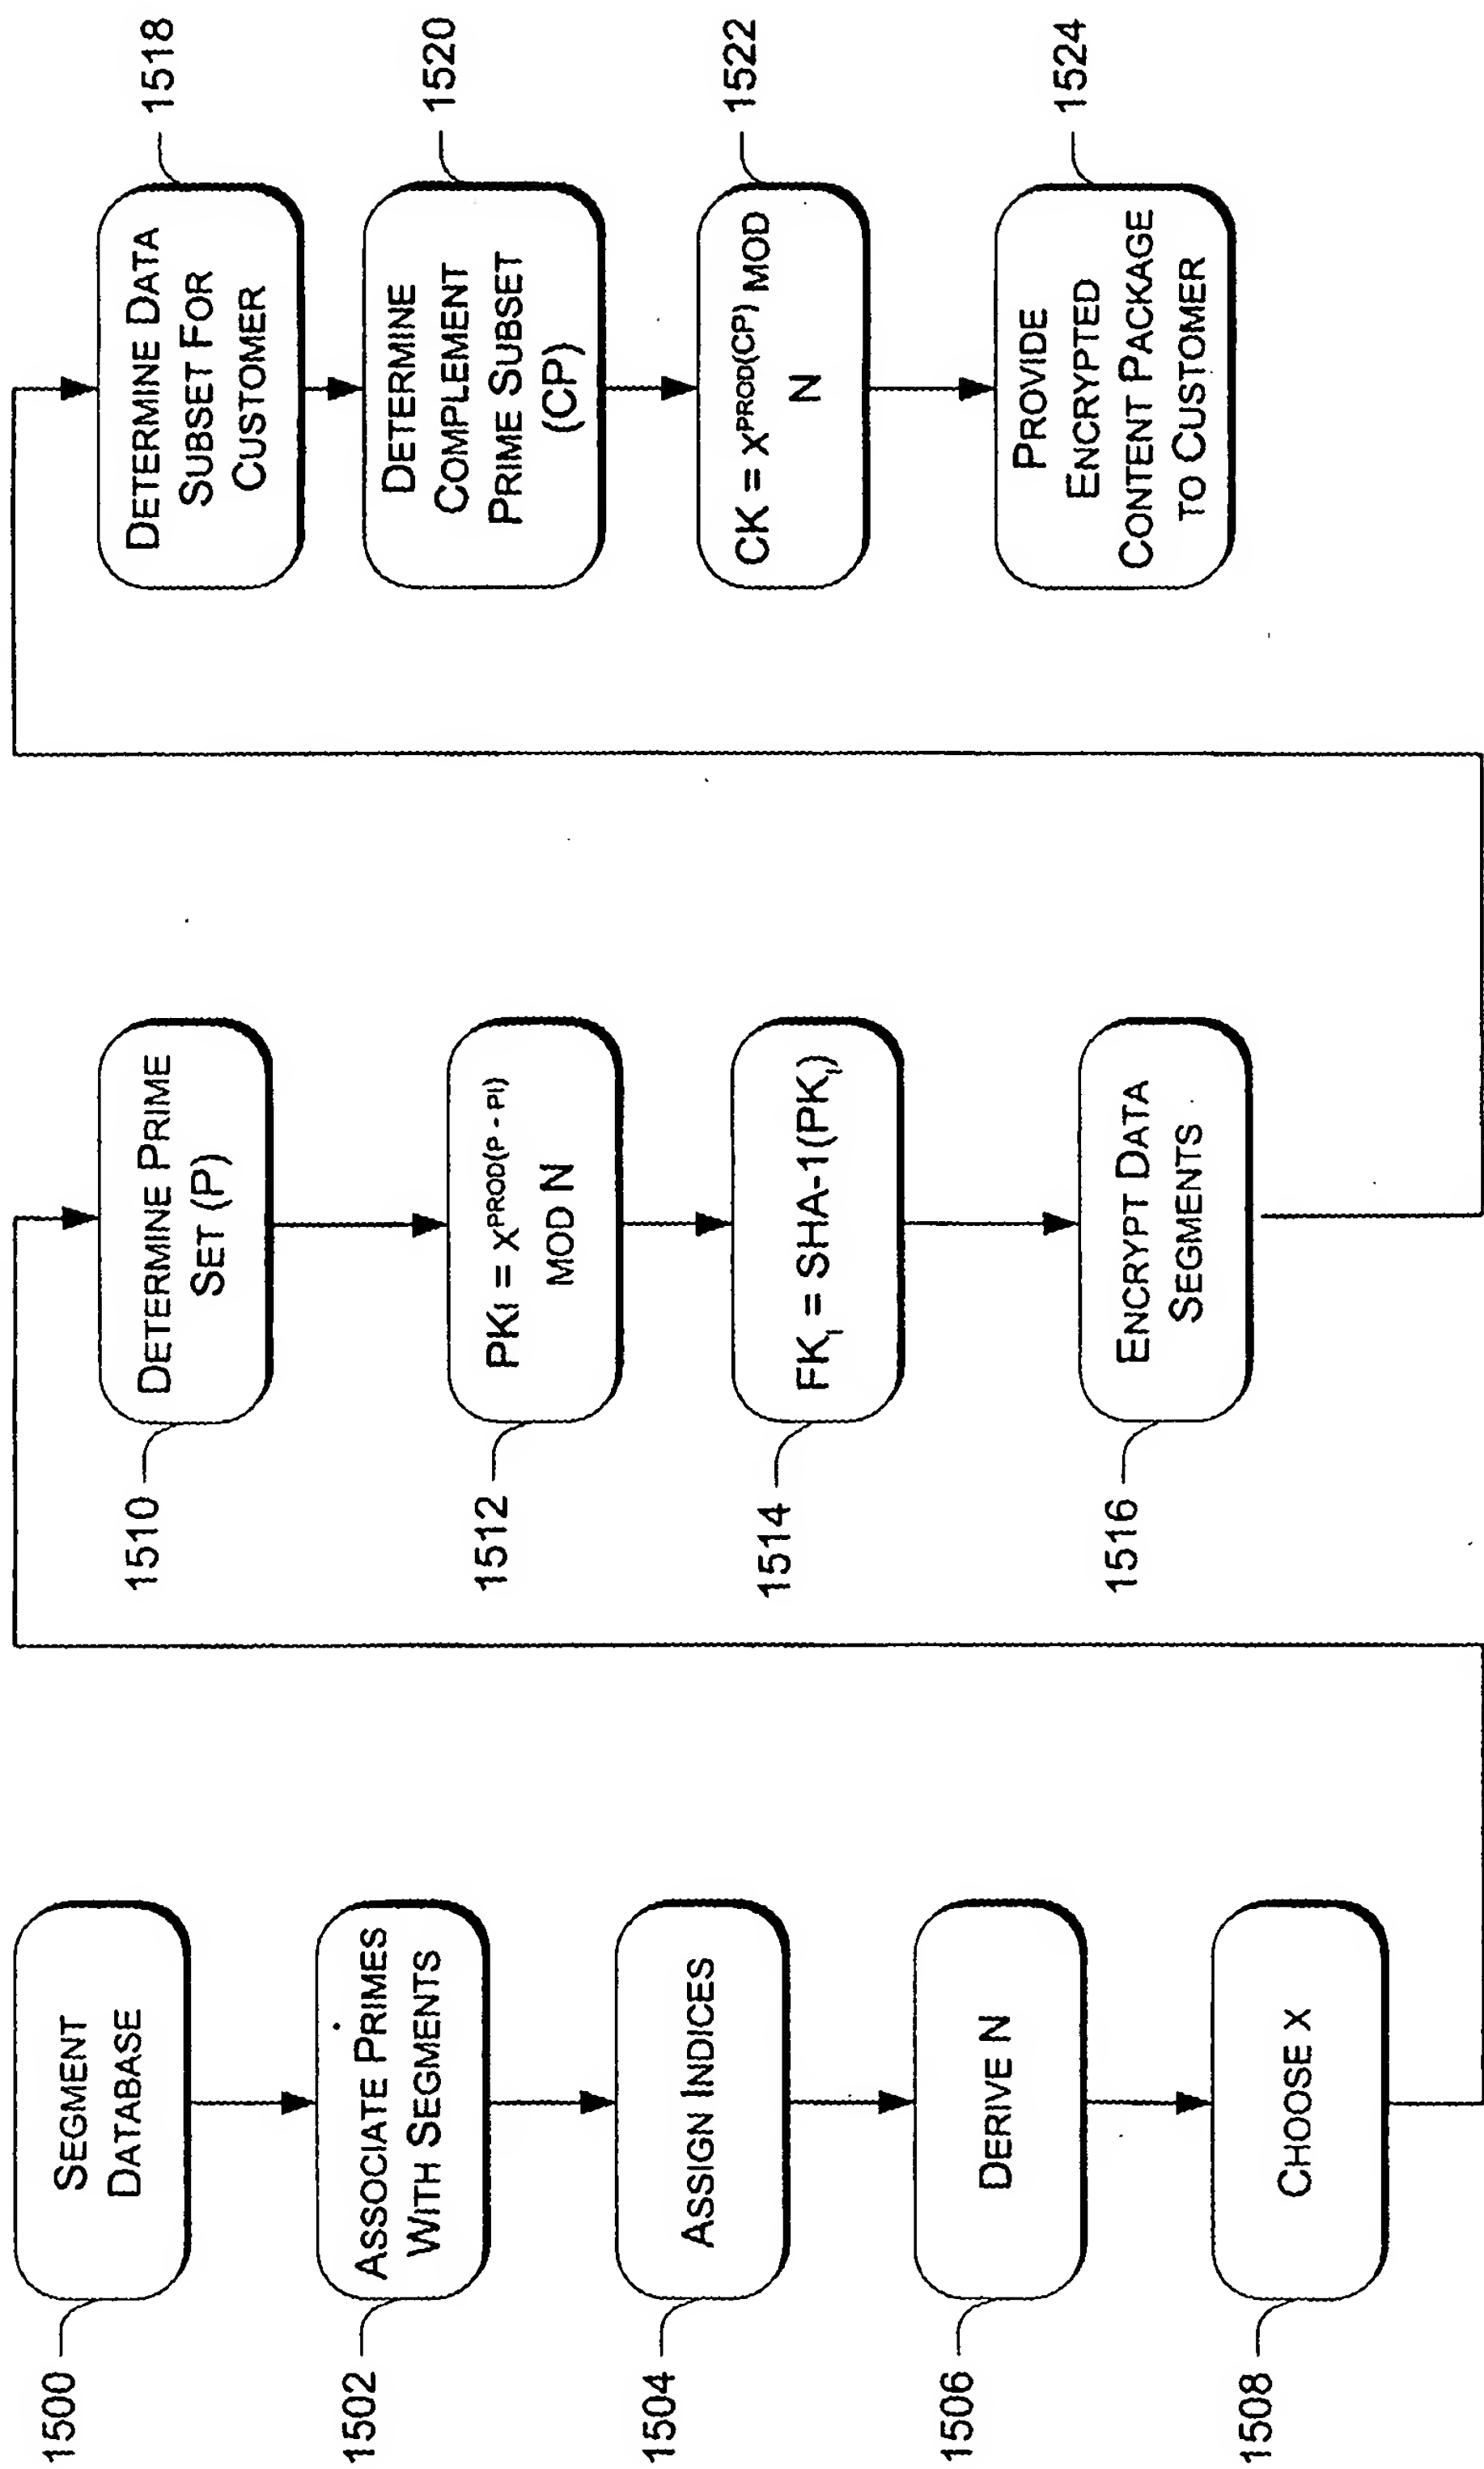 1500
SEGMENT
DATABASE
1502
ASSOCIATE PRIMES
WITH SEGMENTS
1504
ASSIGN INDICES
1506
DERIVE N
1508
CHOOSE X
1510
DETERMINE PRIME
SET (P)
1512
PKI = X^PROD(P - PI)
MOD N
1514
FKi = SHA-1(PKi)
1516
ENCRYPT DATA
SEGMENTS
DETERMINE DATA
SUBSET FOR
CUSTOMER
1518
DETERMINE
COMPLEMENT
PRIME SUBSET
(CP)
1520
CK = X^PROD(CP) MOD
N
1522
PROVIDE
ENCRYPTED
CONTENT PACKAGE
TO CUSTOMER
1524